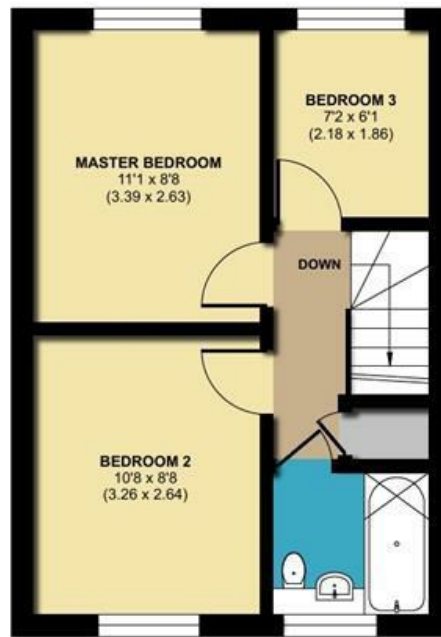 MASTER BEDROOM
11'1 x 8'8
(3.39 x 2.63)
BEDROOM 3
7'2 x 6'1
(2.18 x 1.86)
DOWN
BEDROOM 2
10'8 x 8'8
(3.26 x 2.64)